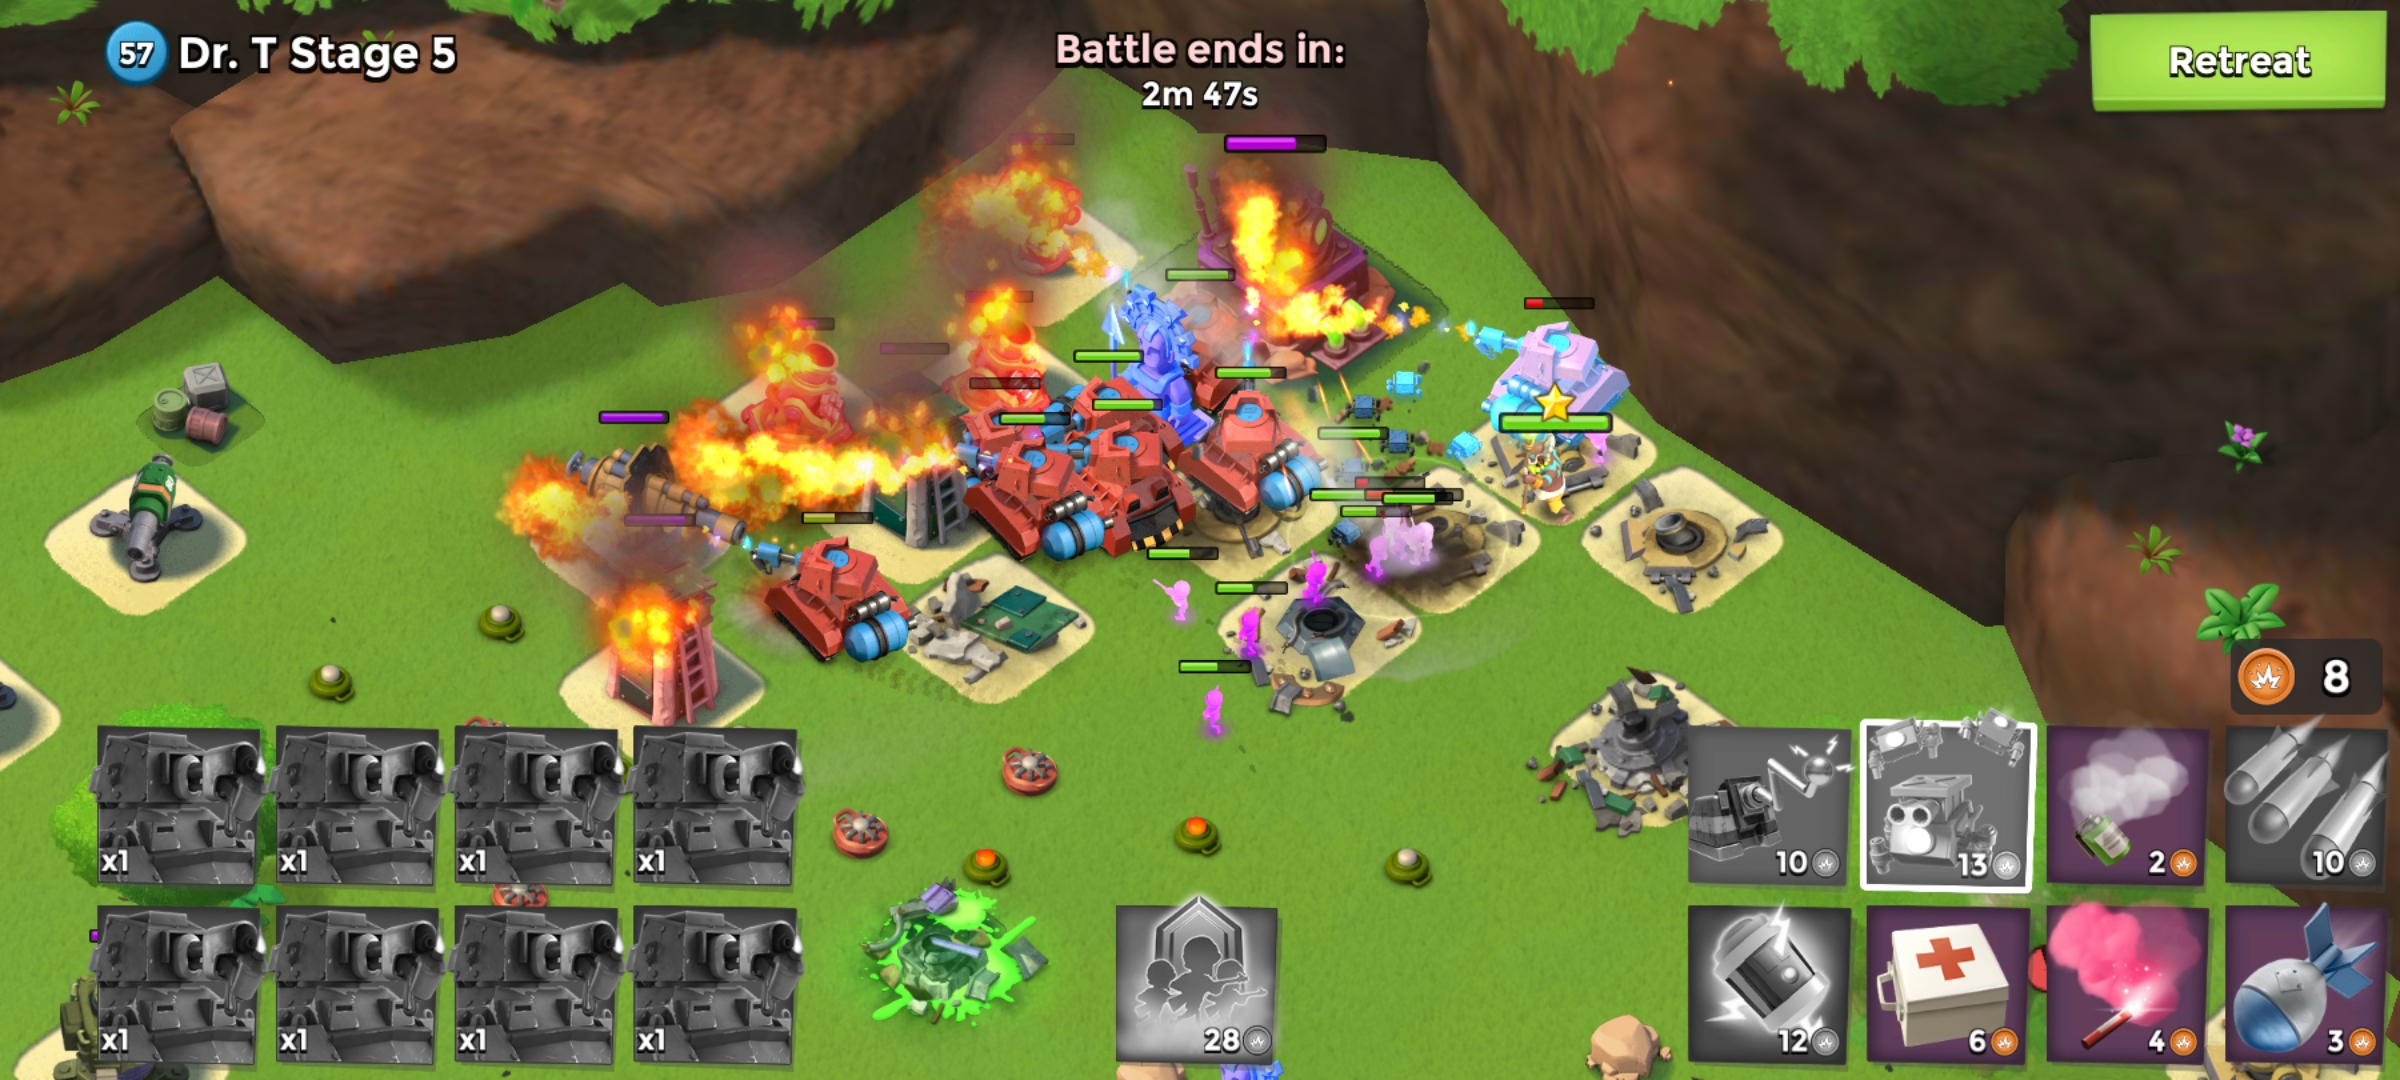 57 Dr. T Stage 5
Battle ends in:
2m 47s
Retreat
8
x1 x1 x1 x1
10 13 2 10
x1 x1 x1 x1
28
12 6 4 3